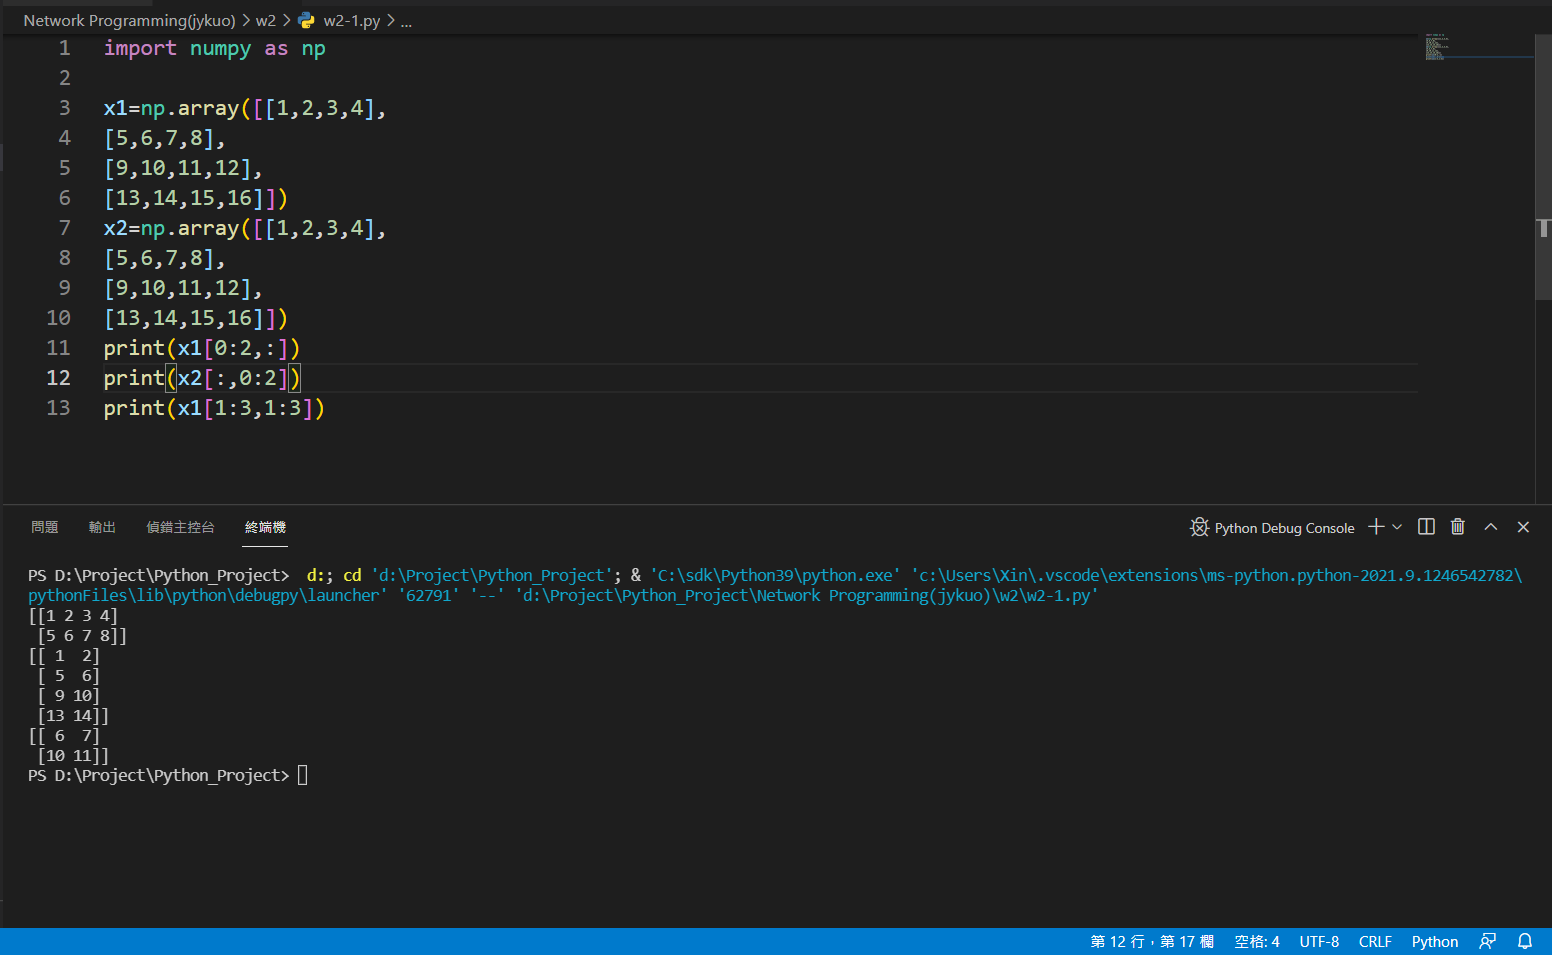 Network Programming(jykuo) > w2 > w2-1.py > ...
1 import numpy as np
2
3 x1=np.array([[1,2,3,4],
4 [5,6,7,8],
5 [9,10,11,12],
6 [13,14,15,16]])
7 x2=np.array([[1,2,3,4],
8 [5,6,7,8],
9 [9,10,11,12],
10 [13,14,15,16]])
11 print(x1[0:2,:])
12 print(x2[:,0:2])
13 print(x1[1:3,1:3])
問題 輸出 偵錯主控台 終端機 Python Debug Console
PS D:\Project\Python_Project>  d:; cd 'd:\Project\Python_Project'; & 'C:\sdk\Python39\python.exe' 'c:\Users\Xin\.vscode\extensions\ms-python.python-2021.9.1246542782\
pythonFiles\lib\python\debugpy\launcher' '62791' '--' 'd:\Project\Python_Project\Network Programming(jykuo)\w2\w2-1.py'
[[1 2 3 4]
 [5 6 7 8]]
[[ 1  2]
 [ 5  6]
 [ 9 10]
 [13 14]]
[[ 6  7]
 [10 11]]
PS D:\Project\Python_Project>
第 12 行，第 17 欄 空格: 4 UTF-8 CRLF Python